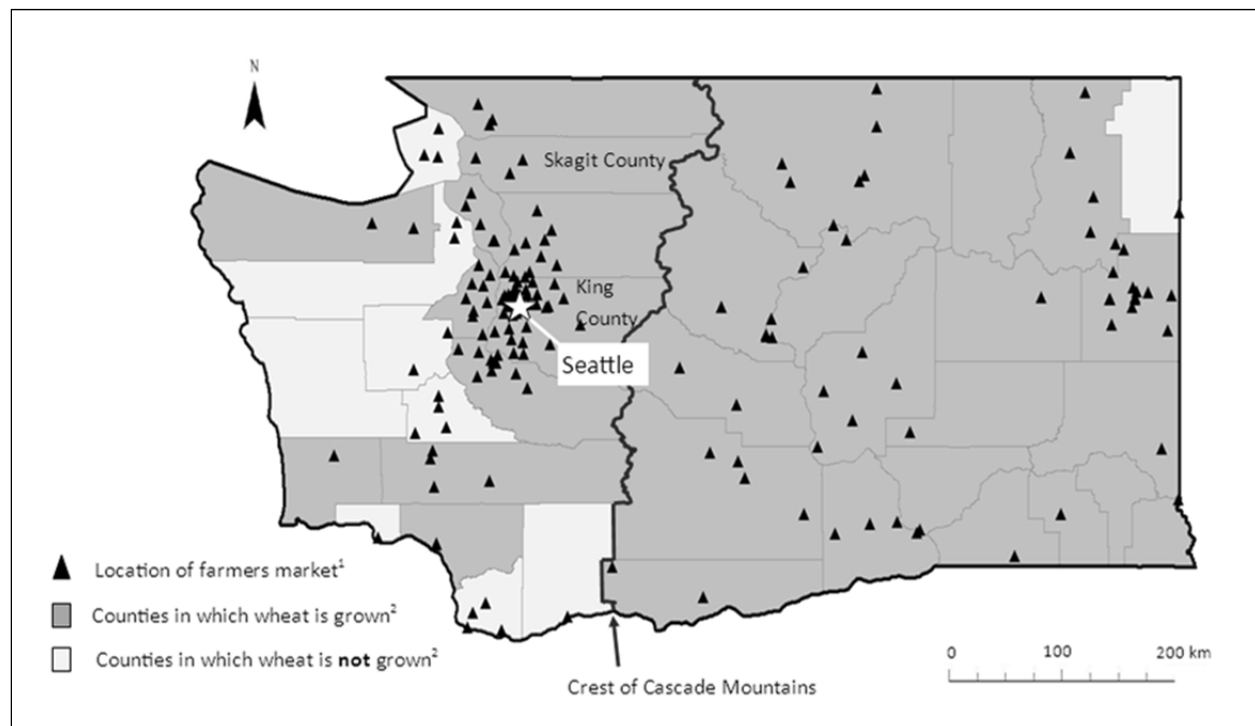 N
Skagit County
King
County
Seattle
Location of farmers market¹
Counties in which wheat is grown²
Counties in which wheat is not grown²
Crest of Cascade Mountains
0 100 200 km